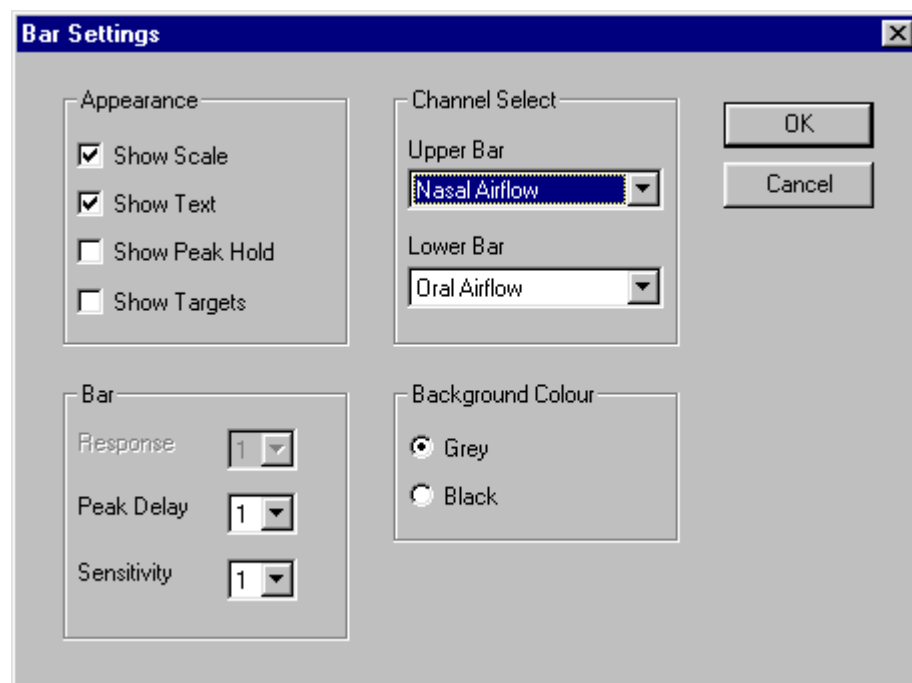 Bar Settings
Appearance
Show Scale
Show Text
Show Peak Hold
Show Targets
Channel Select
Upper Bar
Nasal Airflow
Lower Bar
Oral Airflow
OK
Cancel
Bar
Response 1
Peak Delay 1
Sensitivity 1
Background Colour
Grey
Black